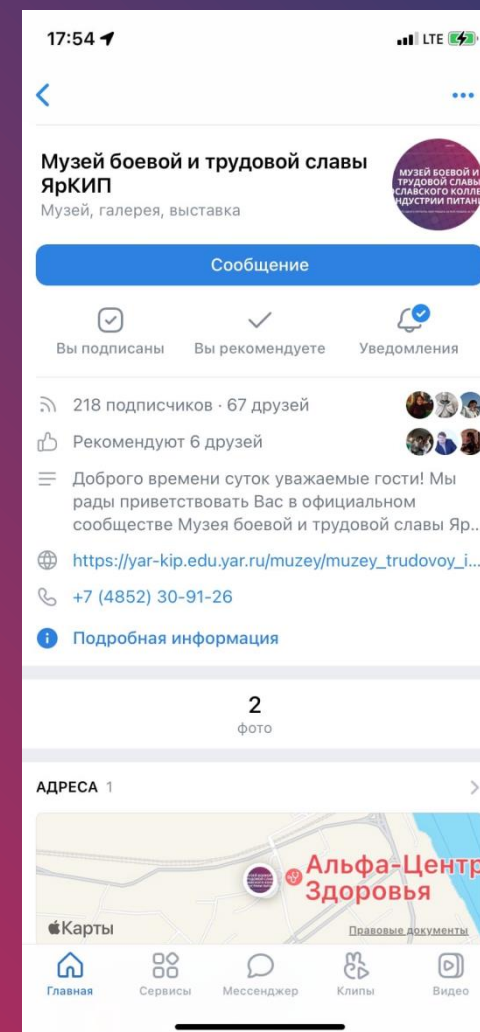 17:54
LTE
Музей боевой и трудовой славы
ЯрКИП
Музей, галерея, выставка
МУЗЕЙ БОЕВОЙ И
ТРУДОВОЙ СЛАВЫ
Сообщение
Вы подписаны
Вы рекомендуете
Уведомления
218 подписчиков · 67 друзей
Рекомендуют 6 друзей
Доброго времени суток уважаемые гости! Мы
рады приветствовать Вас в официальном
сообществе Музея боевой и трудовой славы Яр...
https://yar-kip.edu.yar.ru/muzey/muzey_trudovoy_i...
+7 (4852) 30-91-26
Подробная информация
2
фото
АДРЕСА 1
Альфа-Центр
Здоровья
Карты
Правовые документы
Главная
Сервисы
Мессенджер
Клипы
Видео